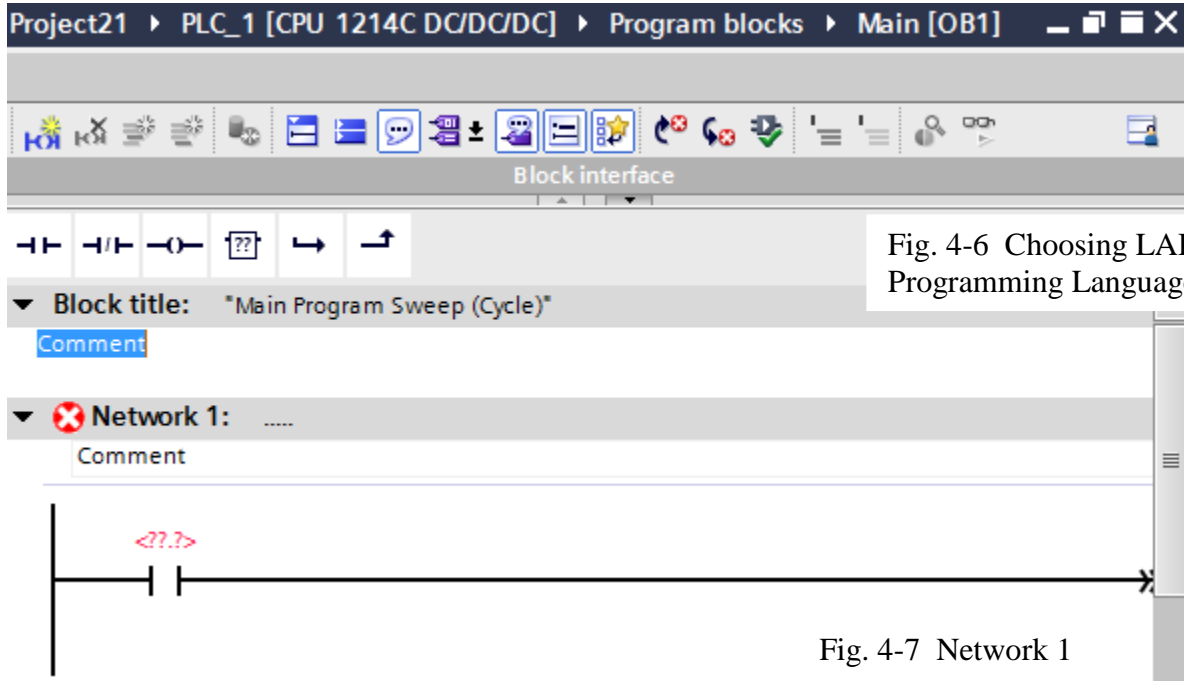 Project21 ▸ PLC_1 [CPU 1214C DC/DC/DC] ▸ Program blocks ▸ Main [OB1]
Block interface
??
Fig. 4-6 Choosing LA
Programming Languag
Block title: "Main Program Sweep (Cycle)"
Comment
Network 1: .....
Comment
<??.?>
Fig. 4-7 Network 1